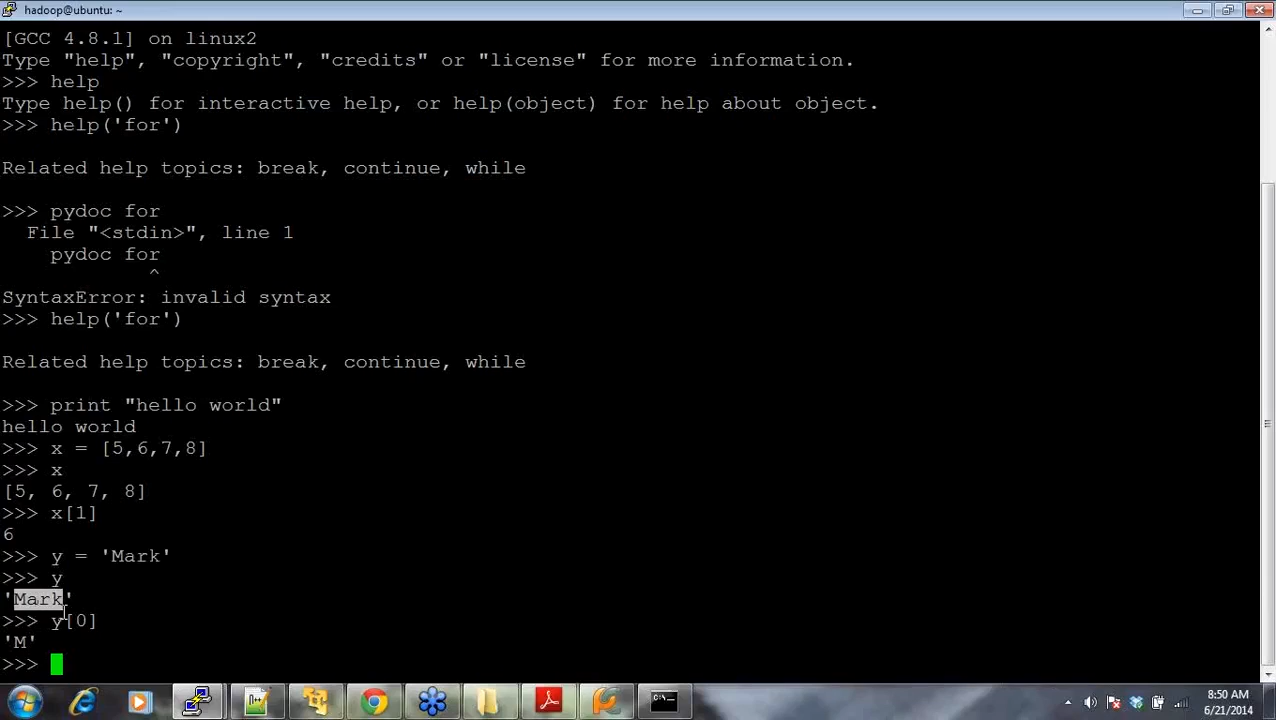 hadoop@ubuntu: ~
[GCC 4.8.1] on linux2
Type "help", "copyright", "credits" or "license" for more information.
>>> help
Type help() for interactive help, or help(object) for help about object.
>>> help('for')
Related help topics: break, continue, while
>>> pydoc for
File "<stdin>", line 1
pydoc for
^
SyntaxError: invalid syntax
>>> help('for')
Related help topics: break, continue, while
>>> print "hello world"
hello world
>>> x = [5,6,7,8]
>>> x
[5, 6, 7, 8]
>>> x[1]
6
>>> y = 'Mark'
>>> y
'Mark'
>>> y[0]
'M'
>>>
8:50 AM
6/21/2014